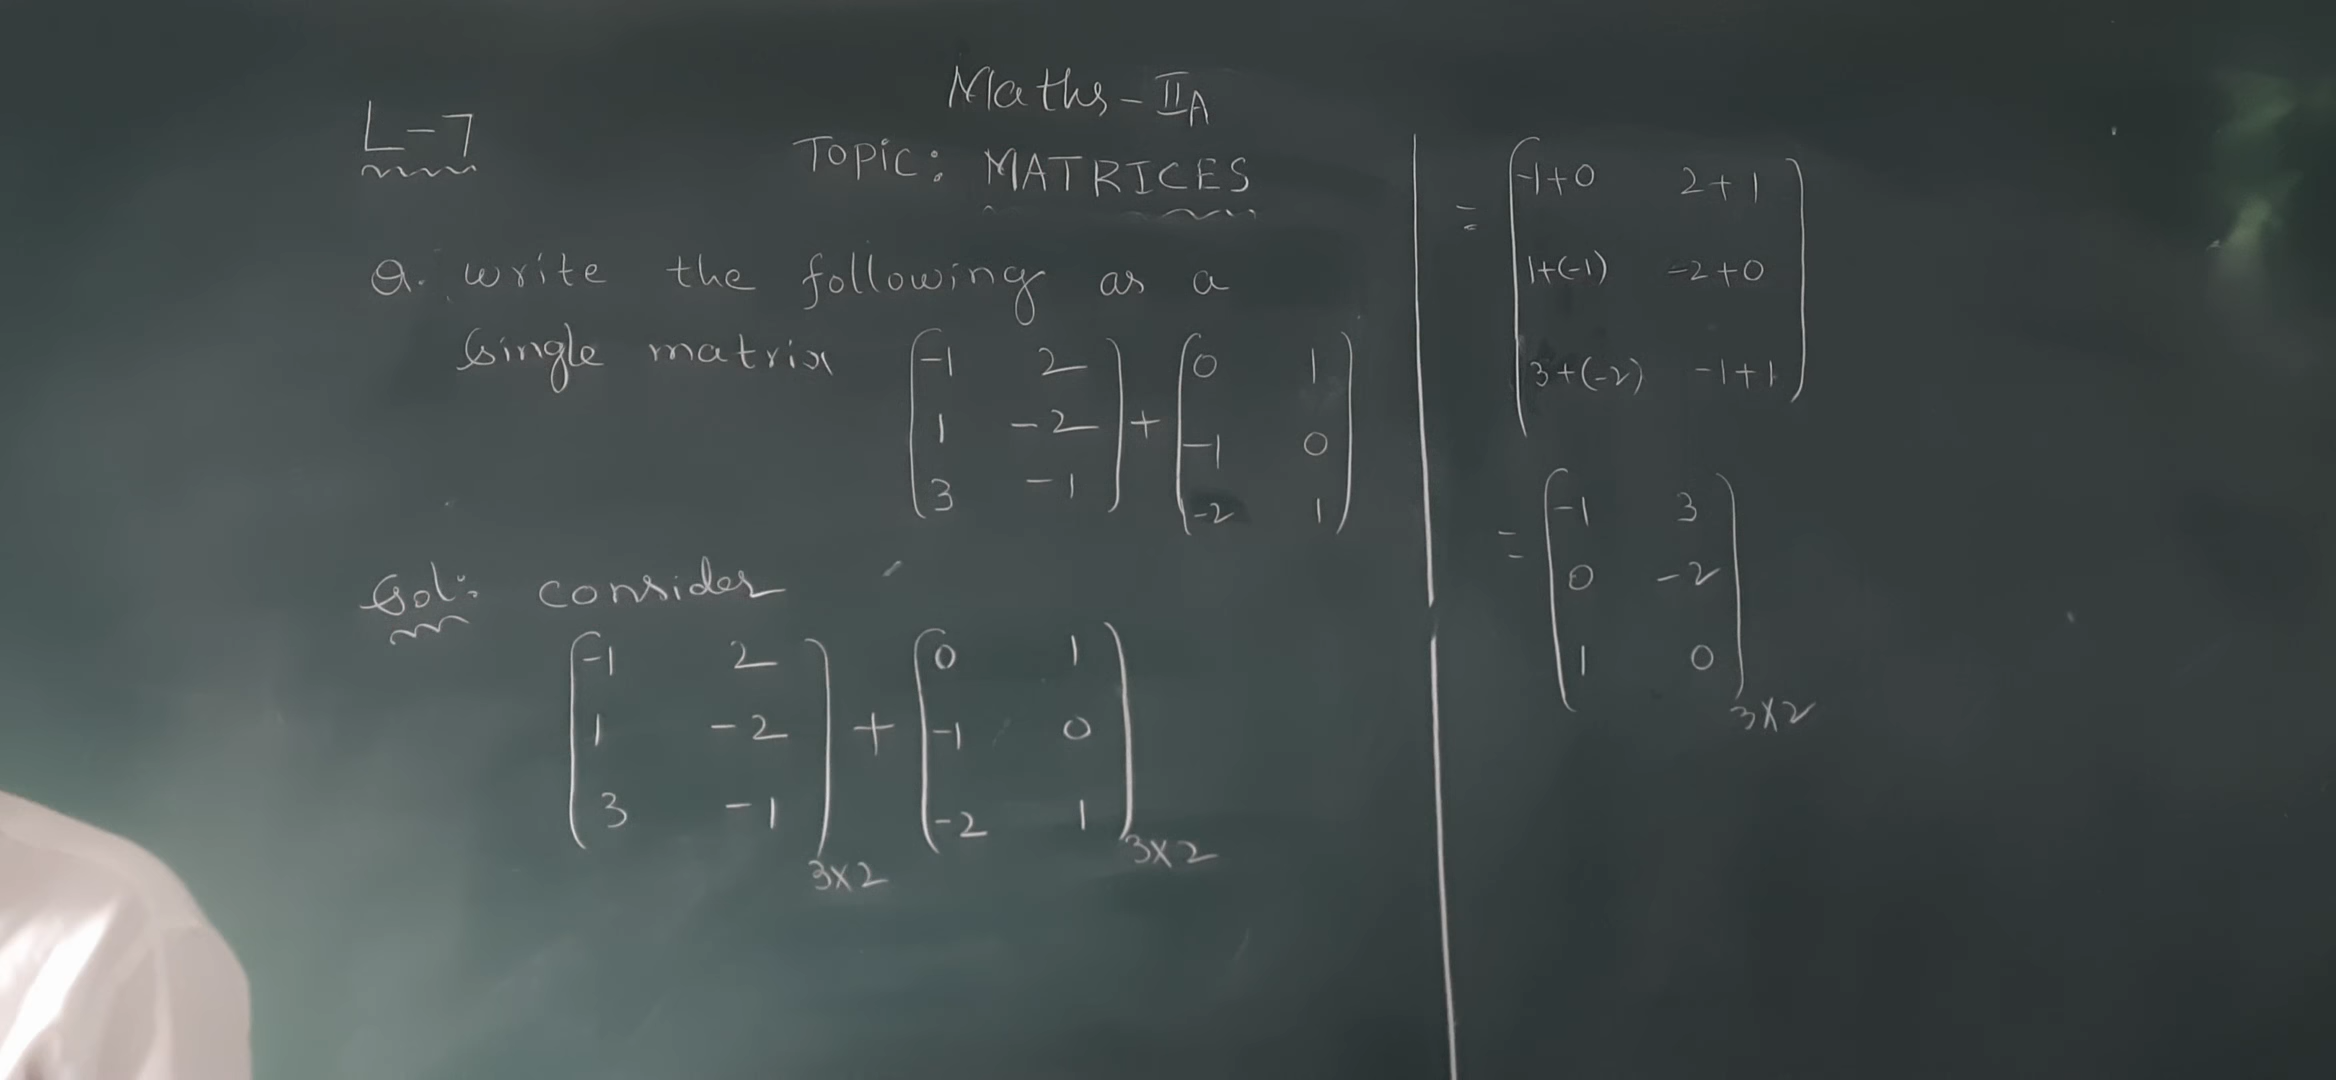 L-7
Maths - IIA
Topic: MATRICES
Q. write the following as a
single matrix [-1 2] + [0 1]
[1 -2] [-1 0]
[3 -1] [-2 1]
Sol: consider
[-1 2] + [0 1]
[1 -2] [-1 0]
[3 -1] 3x2 [-2 1] 3x2
= [-1+0 2+1]
[1+(-1) -2+0]
[3+(-2) -1+1]
= [-1 3]
[0 -2]
[1 0] 3x2